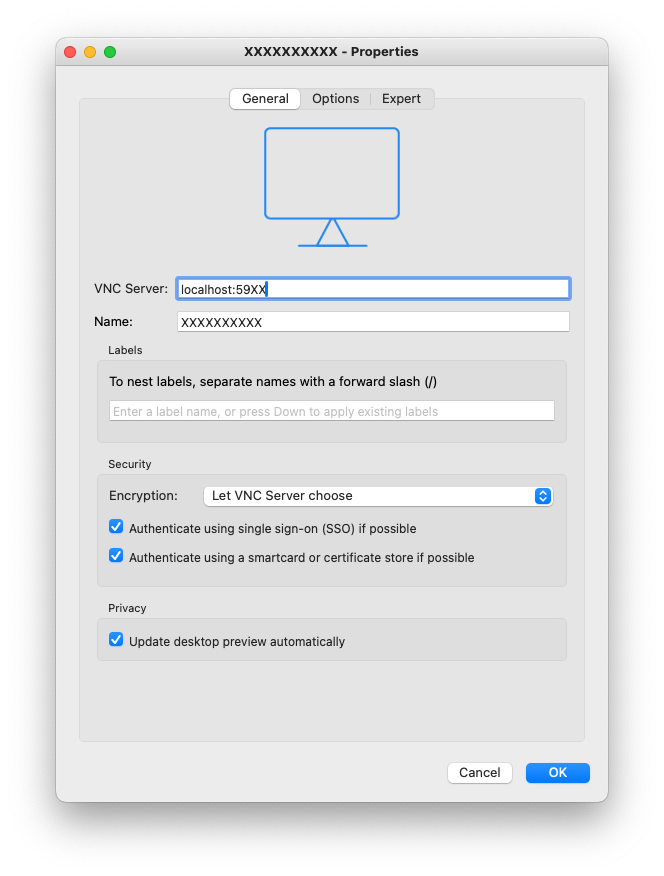 XXXXXXXXXX - Properties
General Options Expert
VNC Server: localhost:59XX
Name: XXXXXXXXXX
Labels
To nest labels, separate names with a forward slash (/)
Enter a label name, or press Down to apply existing labels
Security
Encryption: Let VNC Server choose
Authenticate using single sign-on (SSO) if possible
Authenticate using a smartcard or certificate store if possible
Privacy
Update desktop preview automatically
Cancel OK